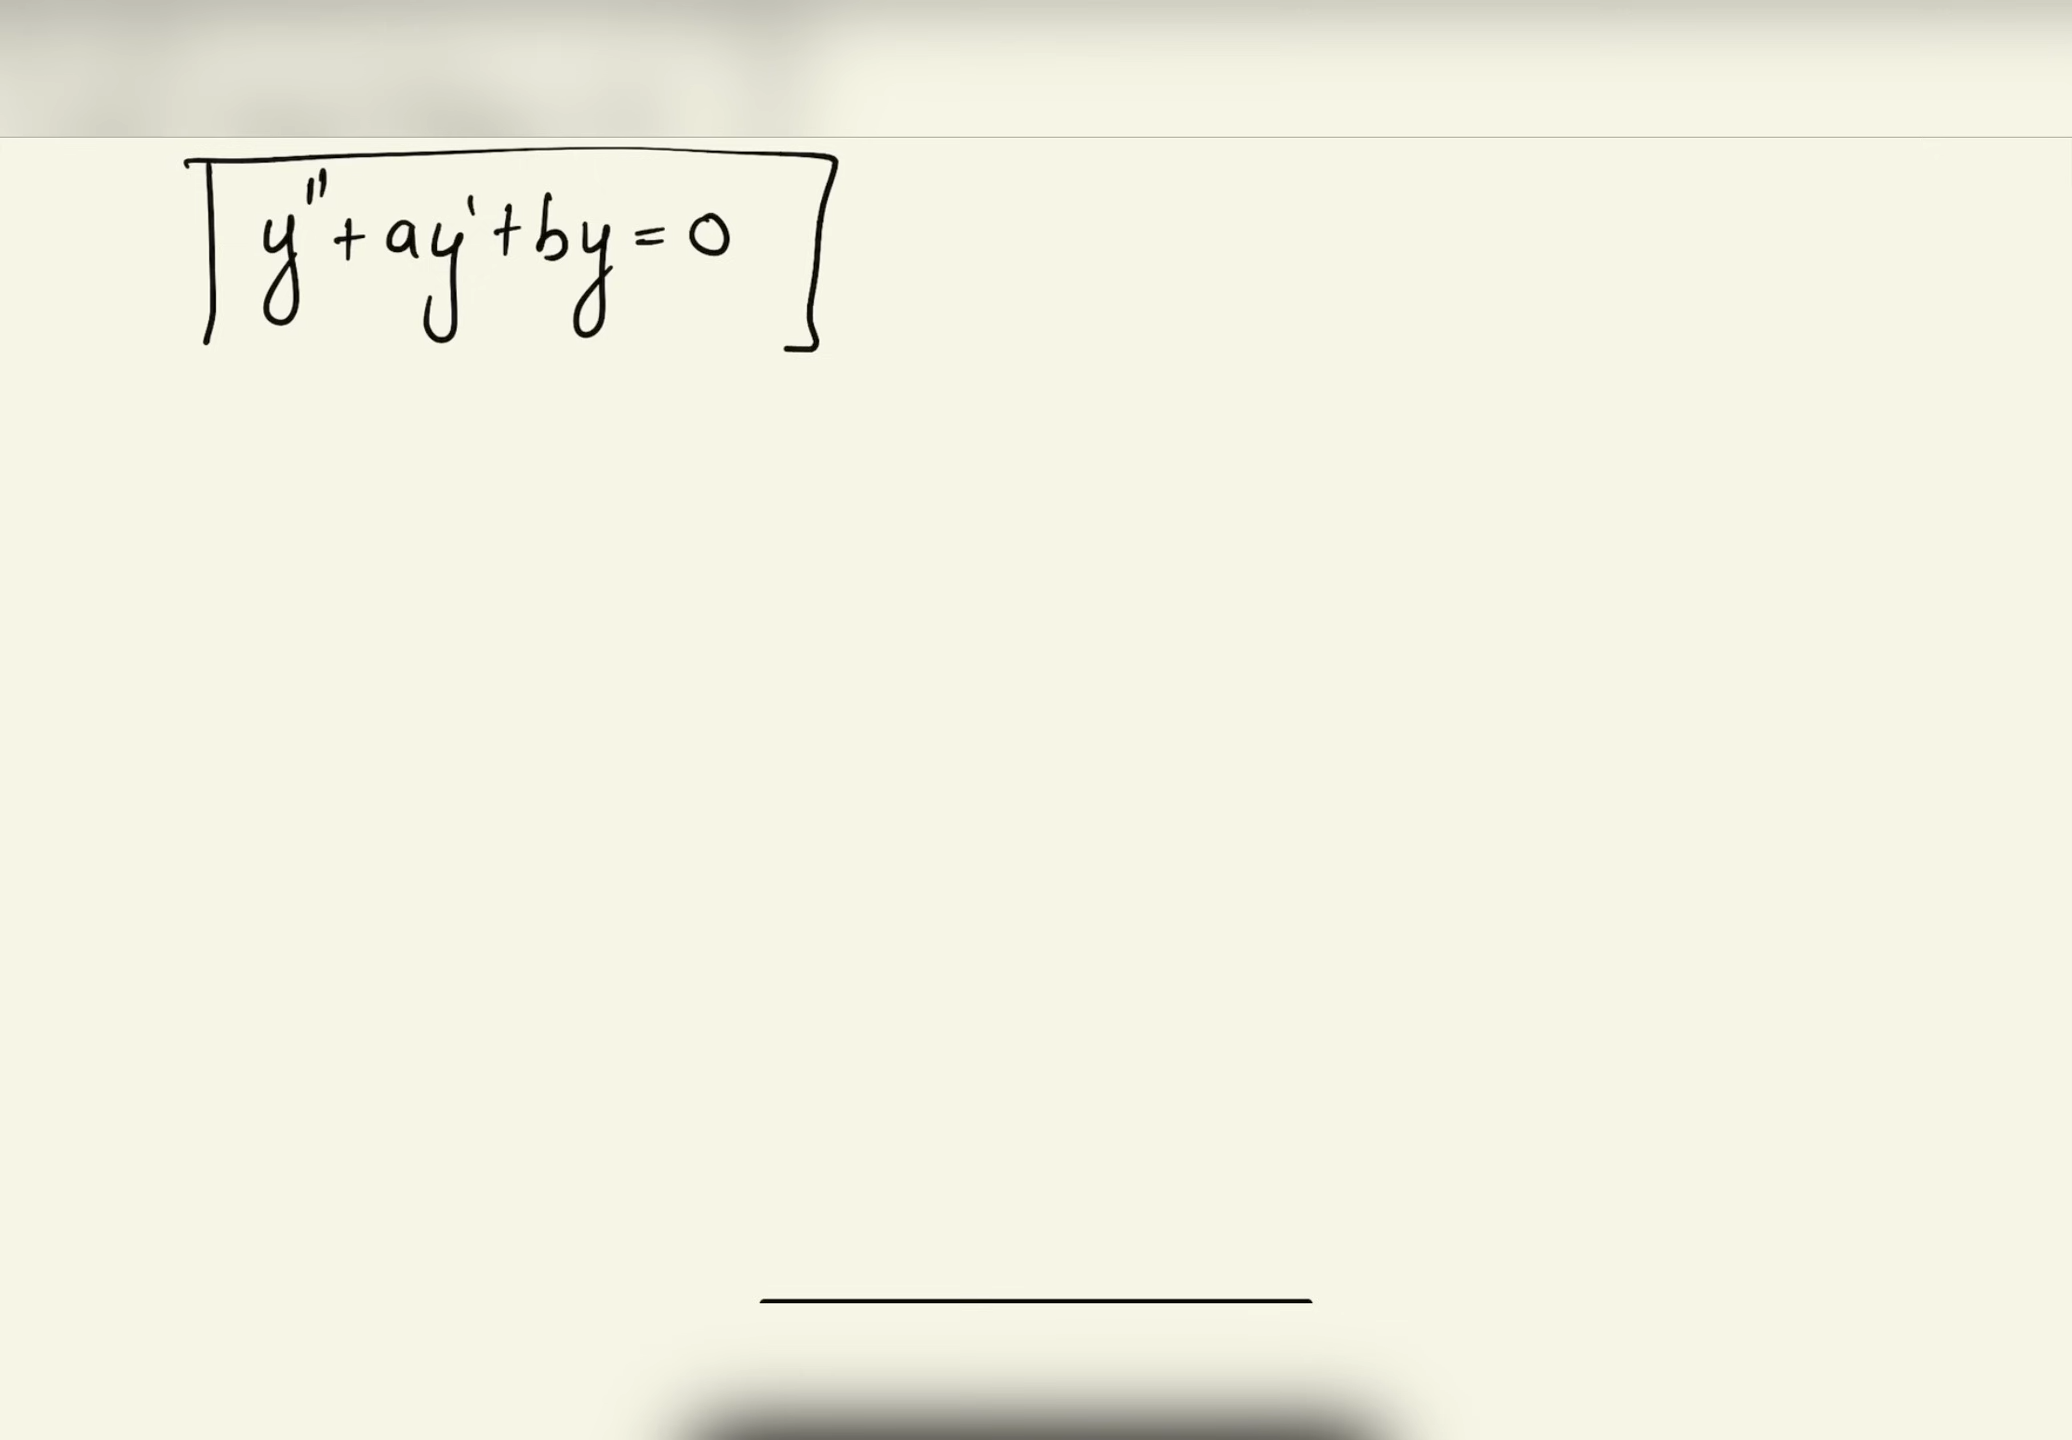 y'' + ay' + by = 0